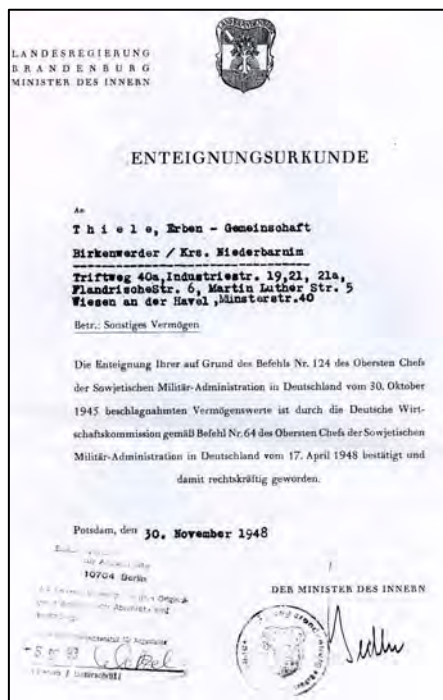 LANDESREGIERUNG
BRANDENBURG
MINISTER DES INNERN
ENTEIGNUNGSURKUNDE
An
Thiele, Erben - Gemeinschaft
Birkenwerder / Krs. Niederbarnim
Triftweg 40a, Industriestr. 19, 21, 21a,
FlandrischeStr. 6, Martin Luther Str. 5
Wiesen an der Havel, Münsterstr.40
Betr.: Sonstiges Vermögen
Die Enteignung Ihrer auf Grund des Befehls Nr. 124 des Obersten Chefs
der Sowjetischen Militär-Administration in Deutschland vom 30. Oktober
1945 beschlagnahmten Vermögenswerte ist durch die Deutsche Wirt-
schaftskommission gemäß Befehl Nr. 64 des Obersten Chefs der Sowjetischen
Militär-Administration in Deutschland vom 17. April 1948 bestätigt und
damit rechtskräftig geworden.
Potsdam, den 30. November 1948
10704 Berlin
DER MINISTER DES INNERN